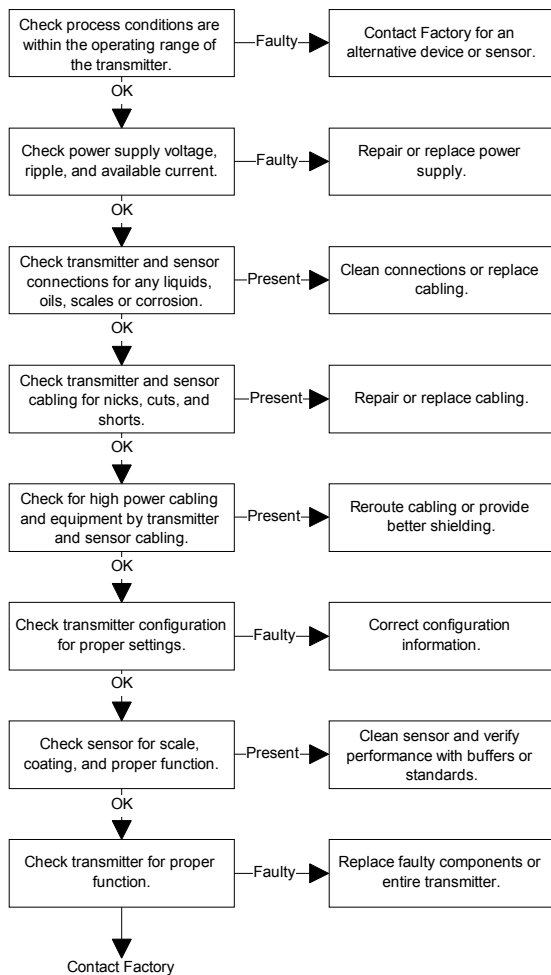 Check process conditions are
within the operating range of
the transmitter.
Faulty
Contact Factory for an
alternative device or sensor.
OK
Check power supply voltage,
ripple, and available current.
Faulty
Repair or replace power
supply.
OK
Check transmitter and sensor
connections for any liquids,
oils, scales or corrosion.
Present
Clean connections or replace
cabling.
OK
Check transmitter and sensor
cabling for nicks, cuts, and
shorts.
Present
Repair or replace cabling.
OK
Check for high power cabling
and equipment by transmitter
and sensor cabling.
Present
Reroute cabling or provide
better shielding.
OK
Check transmitter configuration
for proper settings.
Faulty
Correct configuration
information.
OK
Check sensor for scale,
coating, and proper function.
Present
Clean sensor and verify
performance with buffers or
standards.
OK
Check transmitter for proper
function.
Faulty
Replace faulty components or
entire transmitter.
Contact Factory